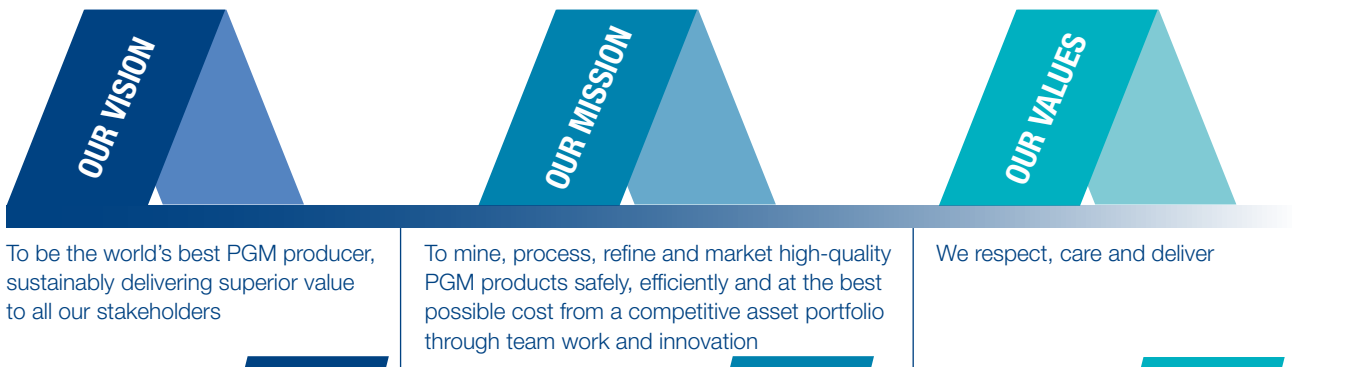 OUR VISION
OUR MISSION
OUR VALUES
To be the world’s best PGM producer,
sustainably delivering superior value
to all our stakeholders
To mine, process, refine and market high-quality
PGM products safely, efficiently and at the best
possible cost from a competitive asset portfolio
through team work and innovation
We respect, care and deliver